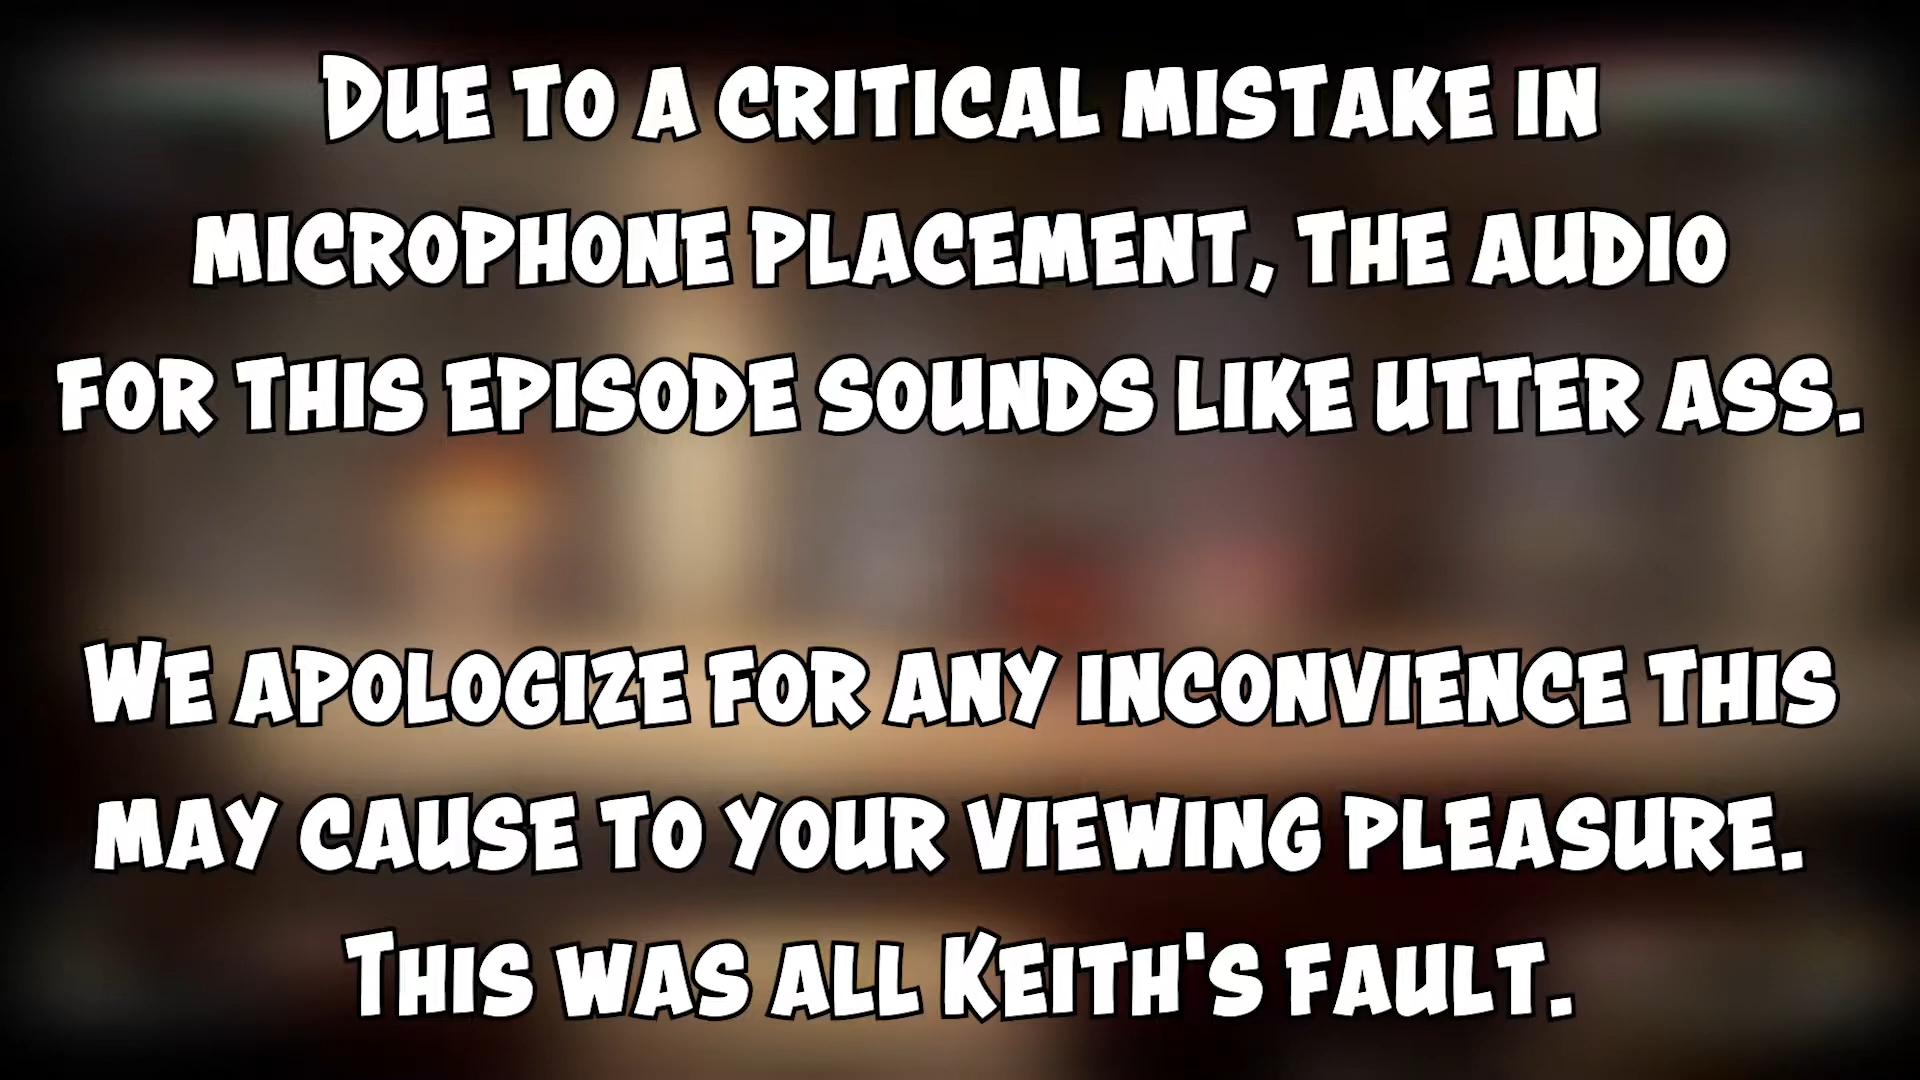 Due to a critical mistake in
microphone placement, the audio
for this episode sounds like utter ass.
We apologize for any inconvience this
may cause to your viewing pleasure.
This was all Keith's fault.